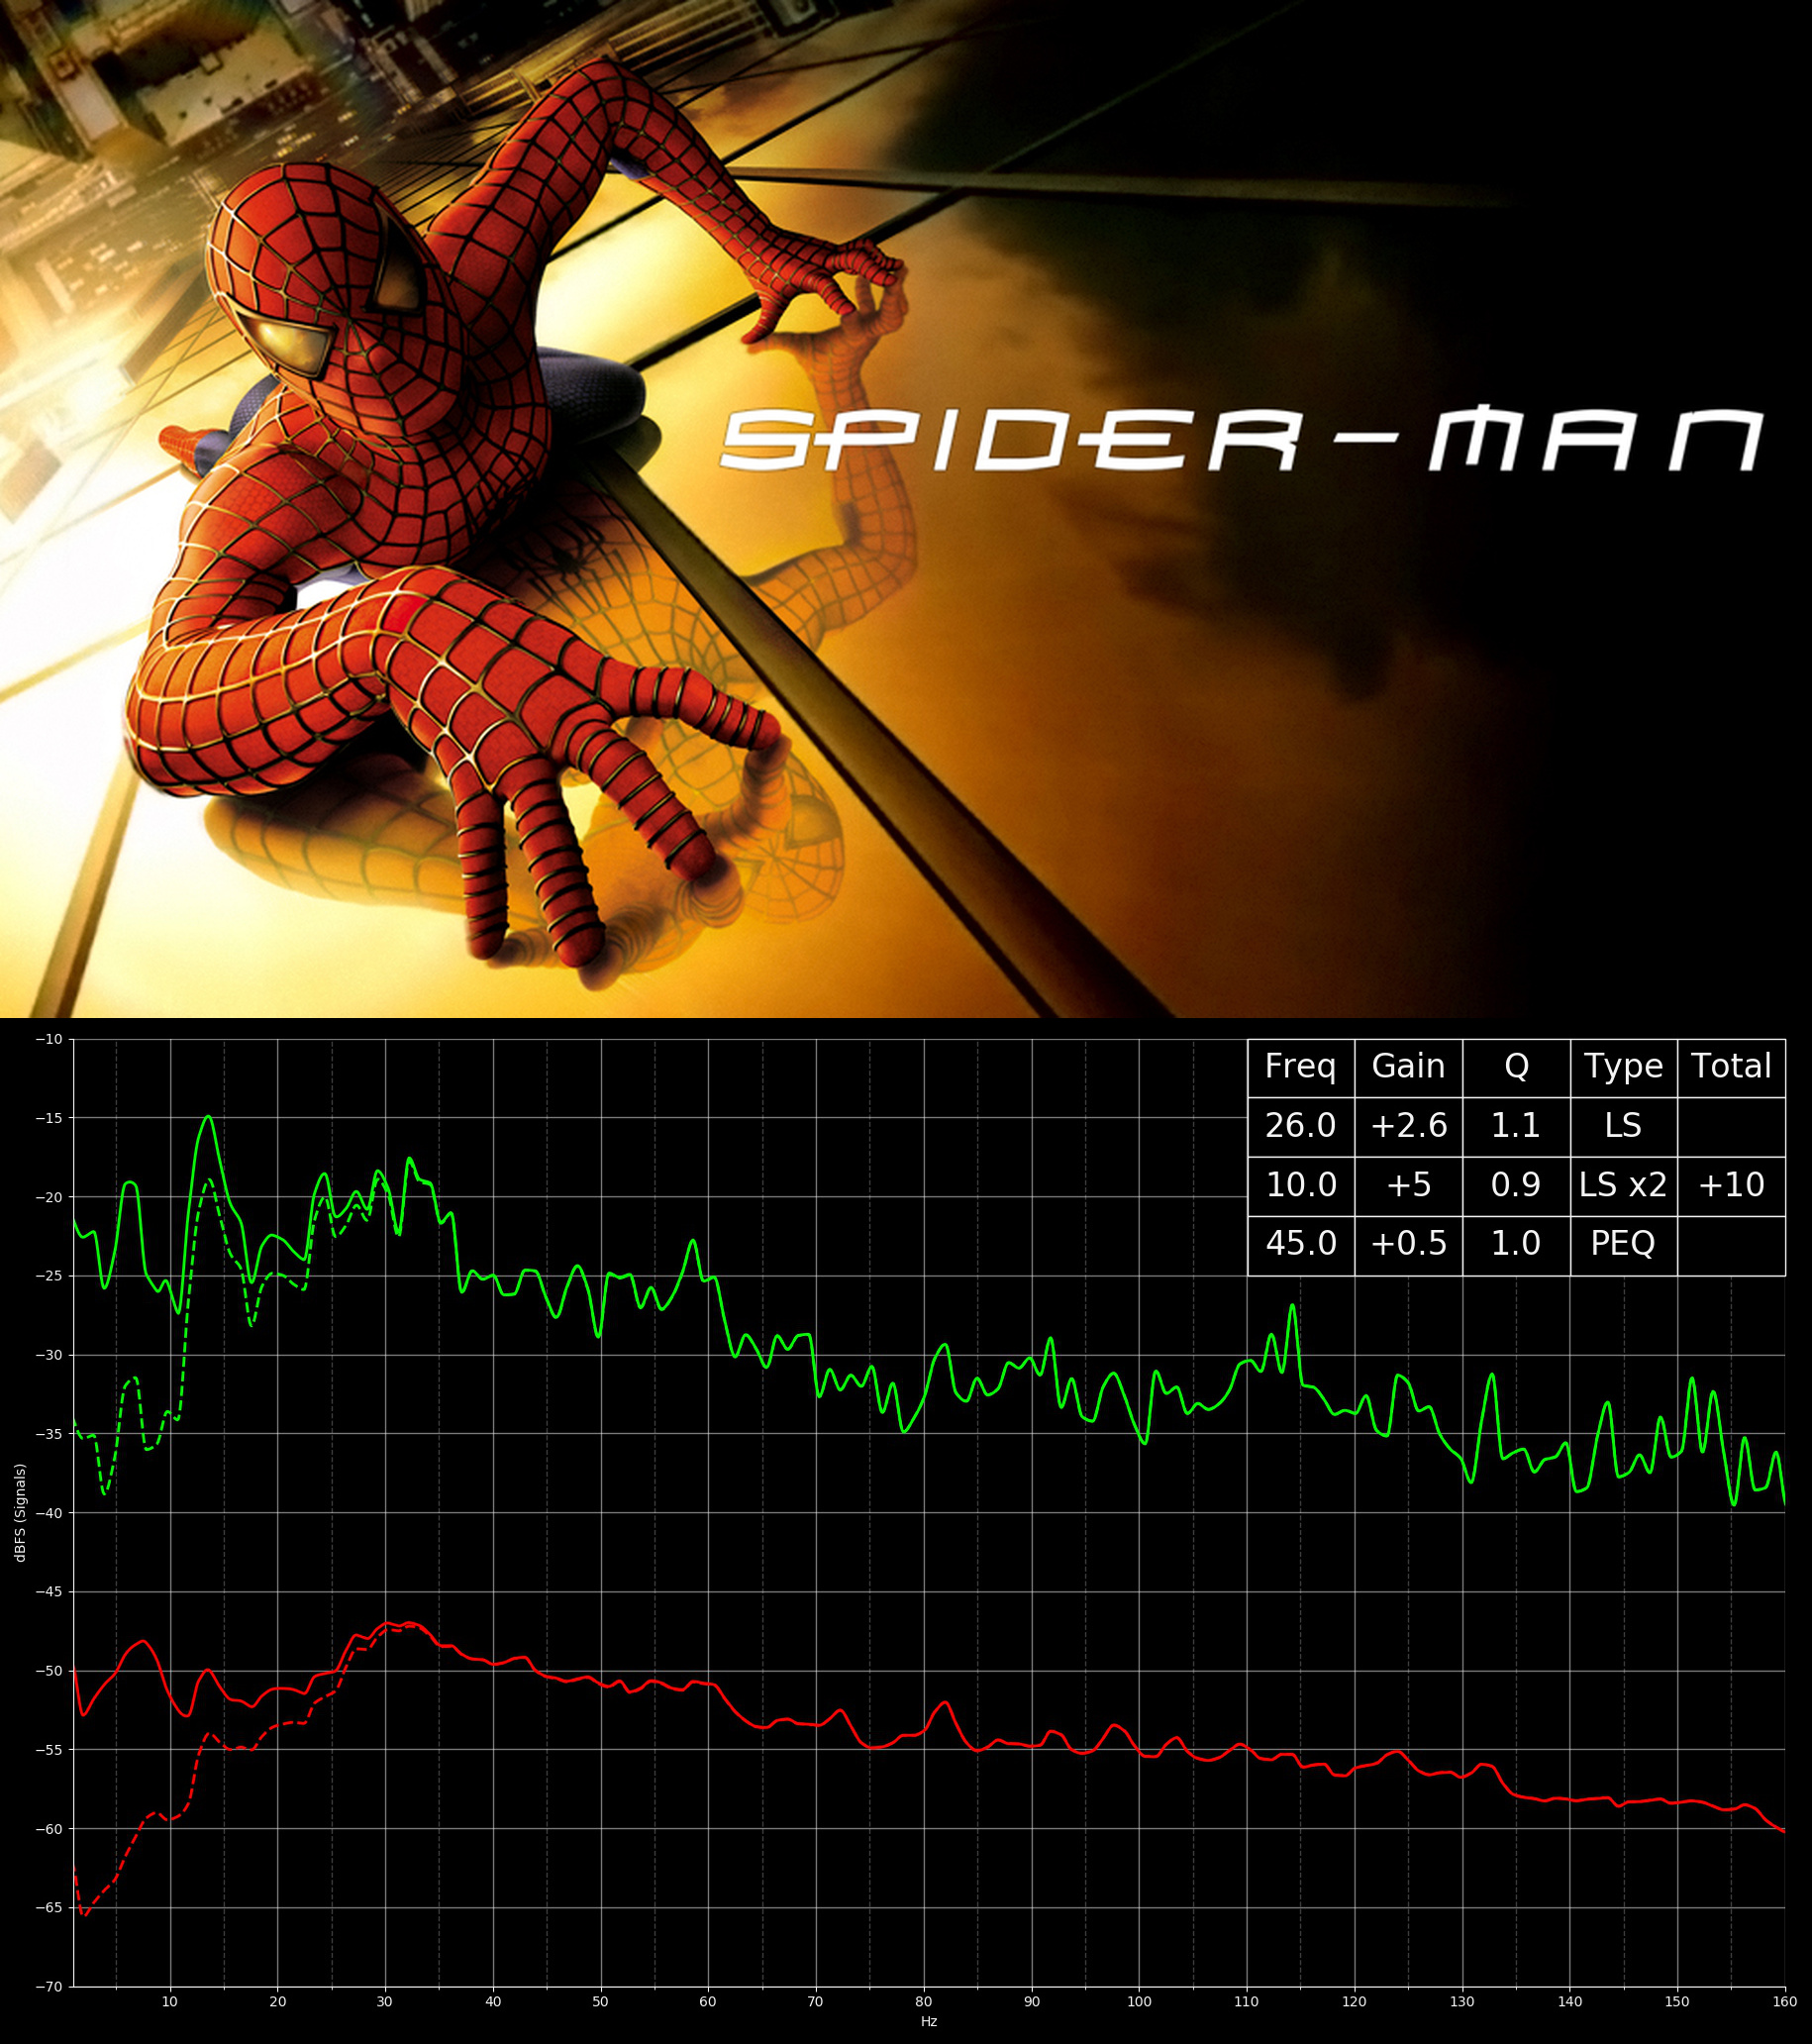 SPIDER-MAN
Freq Gain Q Type Total
26.0 +2.6 1.1 LS
10.0 +5 0.9 LS x2 +10
45.0 +0.5 1.0 PEQ
−10
−15
−20
−25
−30
−35
−40
−45
−50
−55
−60
−65
−70
dBFS (Signals)
10 20 30 40 50 60 70 80 90 100 110 120 130 140 150 160
Hz